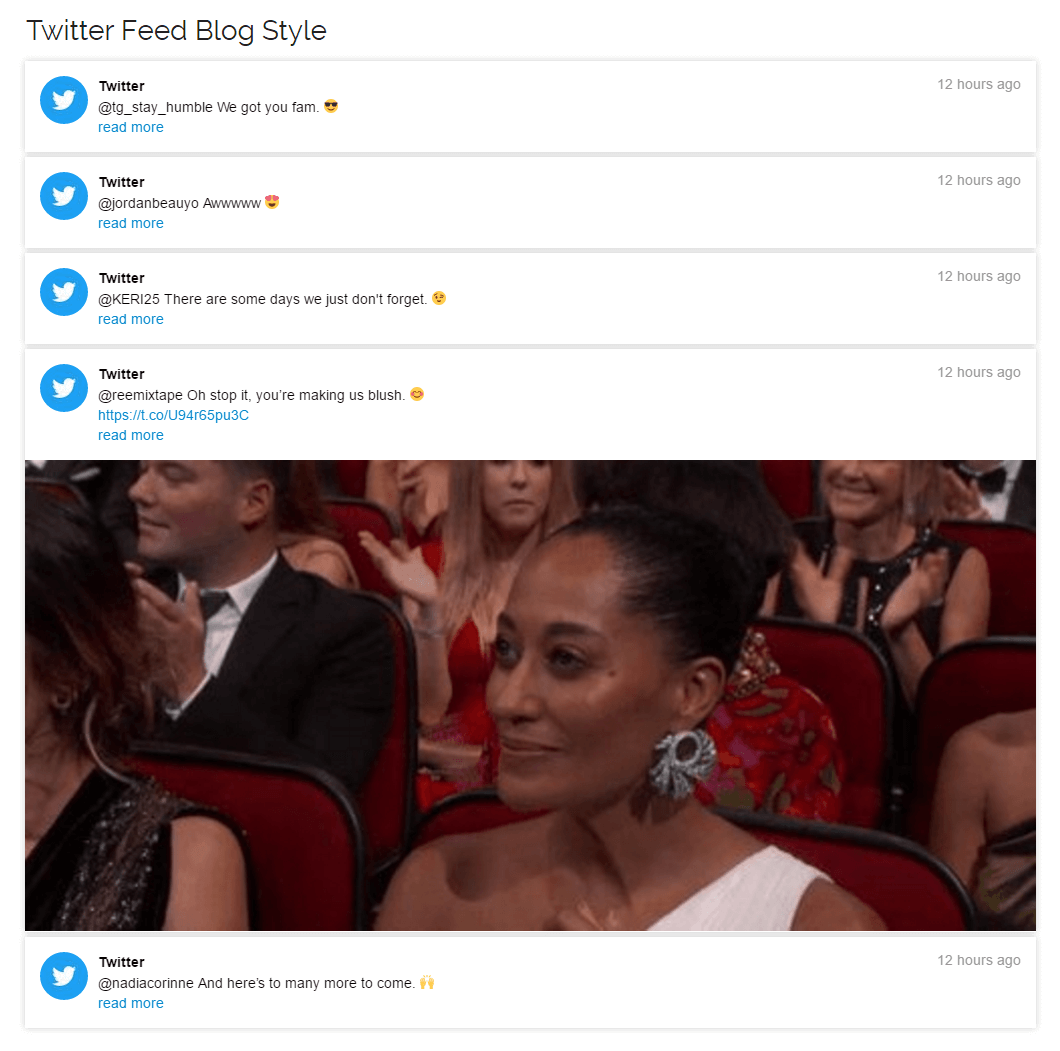 Twitter Feed Blog Style
Twitter
12 hours ago
@tg_stay_humble We got you fam. 😎
read more
Twitter
12 hours ago
@jordanbeauyo Awwwww 😍
read more
Twitter
12 hours ago
@KERI25 There are some days we just don't forget. 😉
read more
Twitter
12 hours ago
@reemixtape Oh stop it, you’re making us blush. 😊
https://t.co/U94r65pu3C
read more
Twitter
12 hours ago
@nadiacorinne And here’s to many more to come. 🙌
read more